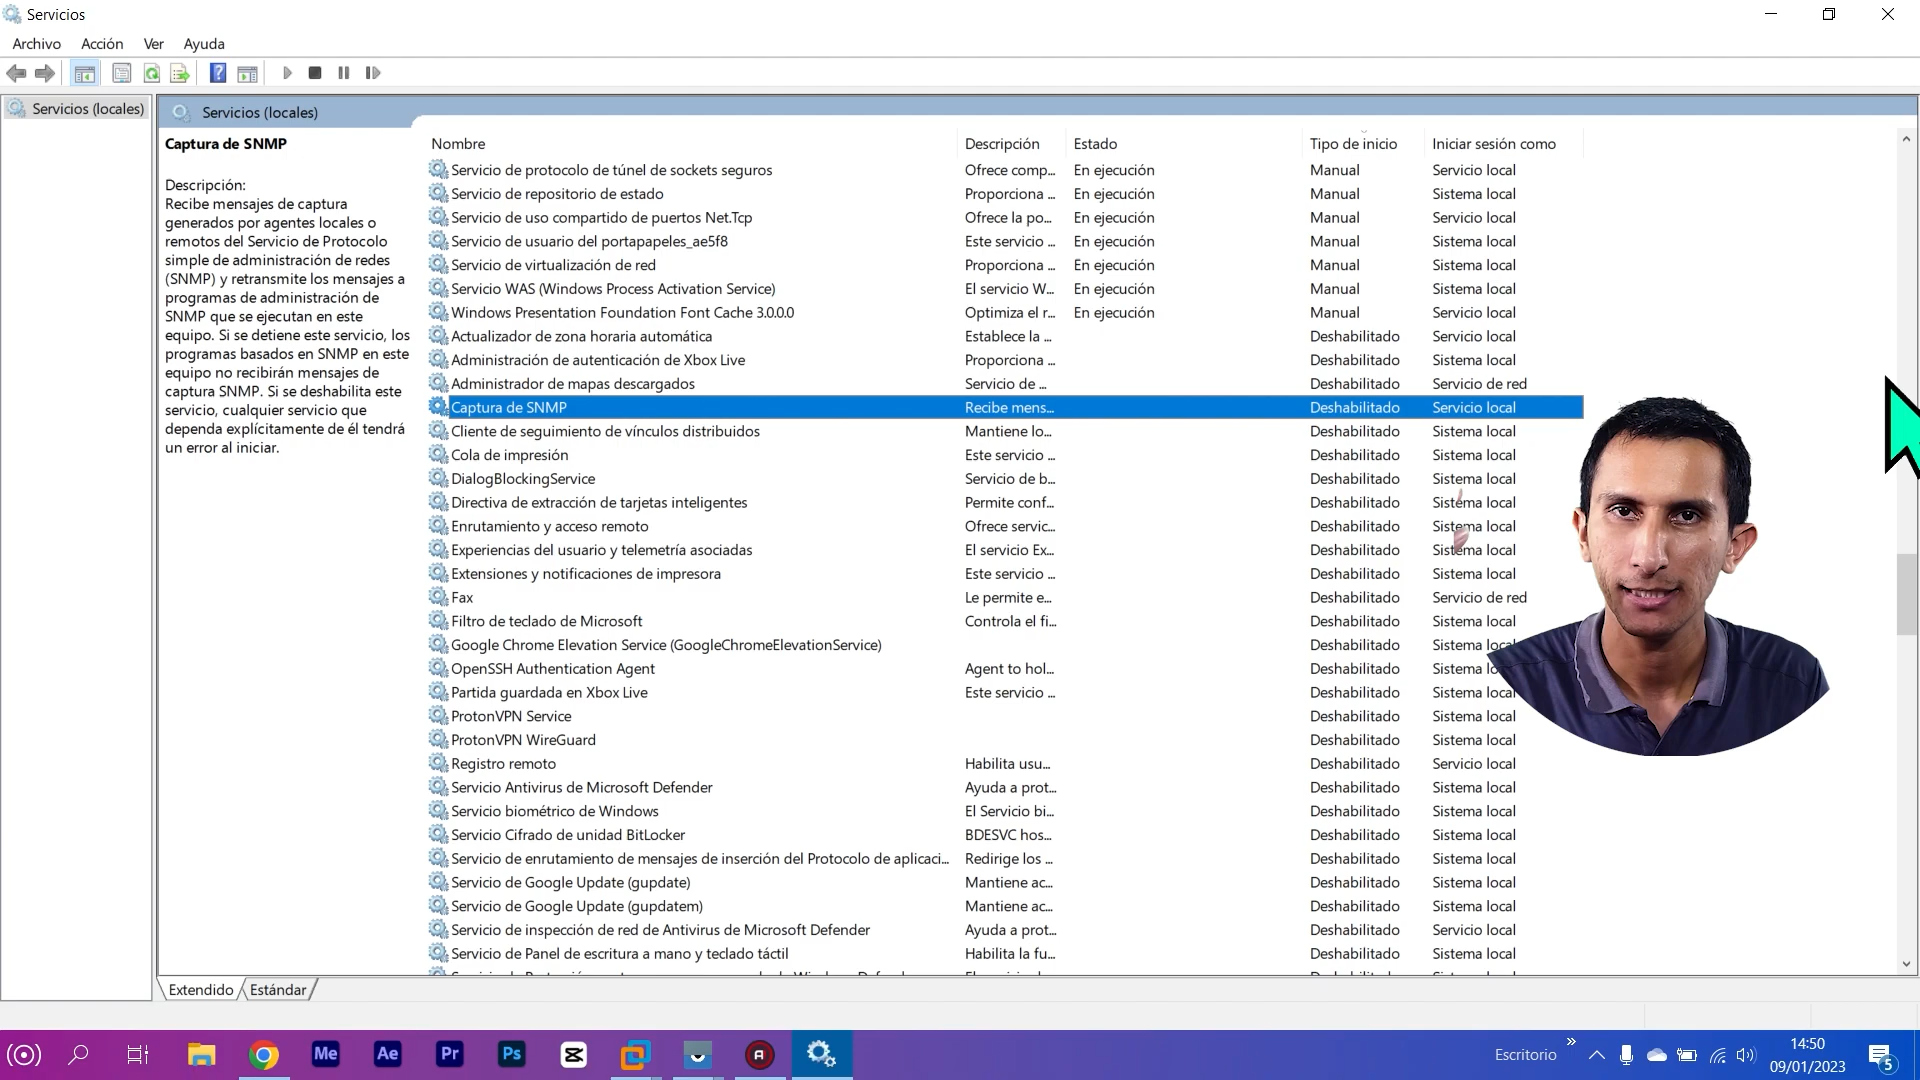 Servicios
Archivo Acción Ver Ayuda
Servicios (locales)
Servicios (locales)
Captura de SNMP
Descripción:
Recibe mensajes de captura
generados por agentes locales o
remotos del Servicio de Protocolo
simple de administración de redes
(SNMP) y retransmite los mensajes a
programas de administración de
SNMP que se ejecutan en este
equipo. Si se detiene este servicio, los
programas basados en SNMP en este
equipo no recibirán mensajes de
captura SNMP. Si se deshabilita este
servicio, cualquier servicio que
dependa explícitamente de él tendrá
un error al iniciar.
Nombre Descripción Estado Tipo de inicio Iniciar sesión como
Servicio de protocolo de túnel de sockets seguros Ofrece comp... En ejecución Manual Servicio local
Servicio de repositorio de estado Proporciona ... En ejecución Manual Sistema local
Servicio de uso compartido de puertos Net.Tcp Ofrece la po... En ejecución Manual Servicio local
Servicio de usuario del portapapeles_ae5f8 Este servicio ... En ejecución Manual Sistema local
Servicio de virtualización de red Proporciona ... En ejecución Manual Sistema local
Servicio WAS (Windows Process Activation Service) El servicio W... En ejecución Manual Sistema local
Windows Presentation Foundation Font Cache 3.0.0.0 Optimiza el r... En ejecución Manual Servicio local
Actualizador de zona horaria automática Establece la ... Deshabilitado Servicio local
Administración de autenticación de Xbox Live Proporciona ... Deshabilitado Sistema local
Administrador de mapas descargados Servicio de ... Deshabilitado Servicio de red
Captura de SNMP Recibe mens... Deshabilitado Servicio local
Cliente de seguimiento de vínculos distribuidos Mantiene lo... Deshabilitado Sistema local
Cola de impresión Este servicio ... Deshabilitado Sistema local
DialogBlockingService Servicio de b... Deshabilitado Sistema local
Directiva de extracción de tarjetas inteligentes Permite conf... Deshabilitado Sistema local
Enrutamiento y acceso remoto Ofrece servic... Deshabilitado Sistema local
Experiencias del usuario y telemetría asociadas El servicio Ex... Deshabilitado Sistema local
Extensiones y notificaciones de impresora Este servicio ... Deshabilitado Sistema local
Fax Le permite e... Deshabilitado Servicio de red
Filtro de teclado de Microsoft Controla el fi... Deshabilitado Sistema local
Google Chrome Elevation Service (GoogleChromeElevationService) Deshabilitado Sistema
OpenSSH Authentication Agent Agent to hol... Deshabilitado Sistema
Partida guardada en Xbox Live Este servicio ... Deshabilitado Sistema local
ProtonVPN Service Deshabilitado Sistema local
ProtonVPN WireGuard Deshabilitado Sistema local
Registro remoto Habilita usu... Deshabilitado Servicio local
Servicio Antivirus de Microsoft Defender Ayuda a prot... Deshabilitado Sistema local
Servicio biométrico de Windows El Servicio bi... Deshabilitado Sistema local
Servicio Cifrado de unidad BitLocker BDESVC hos... Deshabilitado Sistema local
Servicio de enrutamiento de mensajes de inserción del Protocolo de aplicaci... Redirige los ... Deshabilitado Sistema local
Servicio de Google Update (gupdate) Mantiene ac... Deshabilitado Sistema local
Servicio de Google Update (gupdatem) Mantiene ac... Deshabilitado Sistema local
Servicio de inspección de red de Antivirus de Microsoft Defender Ayuda a prot... Deshabilitado Servicio local
Servicio de Panel de escritura a mano y teclado táctil Habilita la fu... Deshabilitado Sistema local
Extendido Estándar
Me Ae Pr Ps
Escritorio
14:50
09/01/2023
5